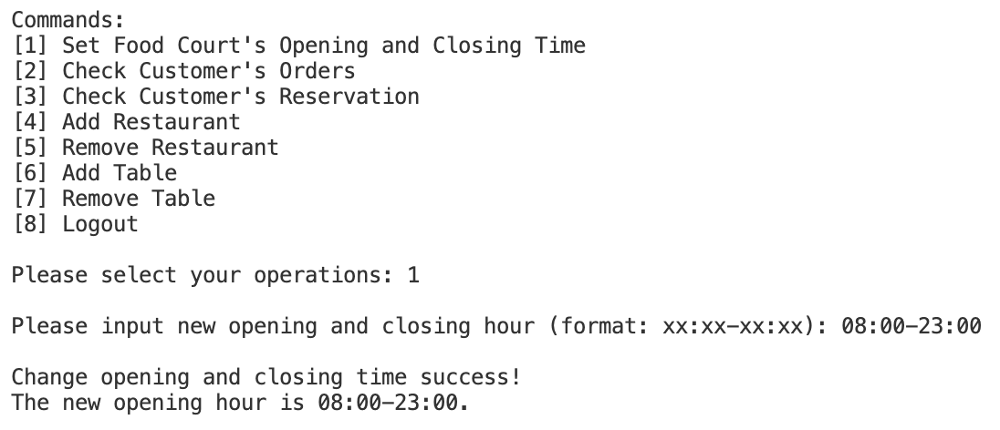 Commands:
[1] Set Food Court's Opening and Closing Time
[2] Check Customer's Orders
[3] Check Customer's Reservation
[4] Add Restaurant
[5] Remove Restaurant
[6] Add Table
[7] Remove Table
[8] Logout
Please select your operations: 1
Please input new opening and closing hour (format: xx:xx-xx:xx): 08:00-23:00
Change opening and closing time success!
The new opening hour is 08:00-23:00.